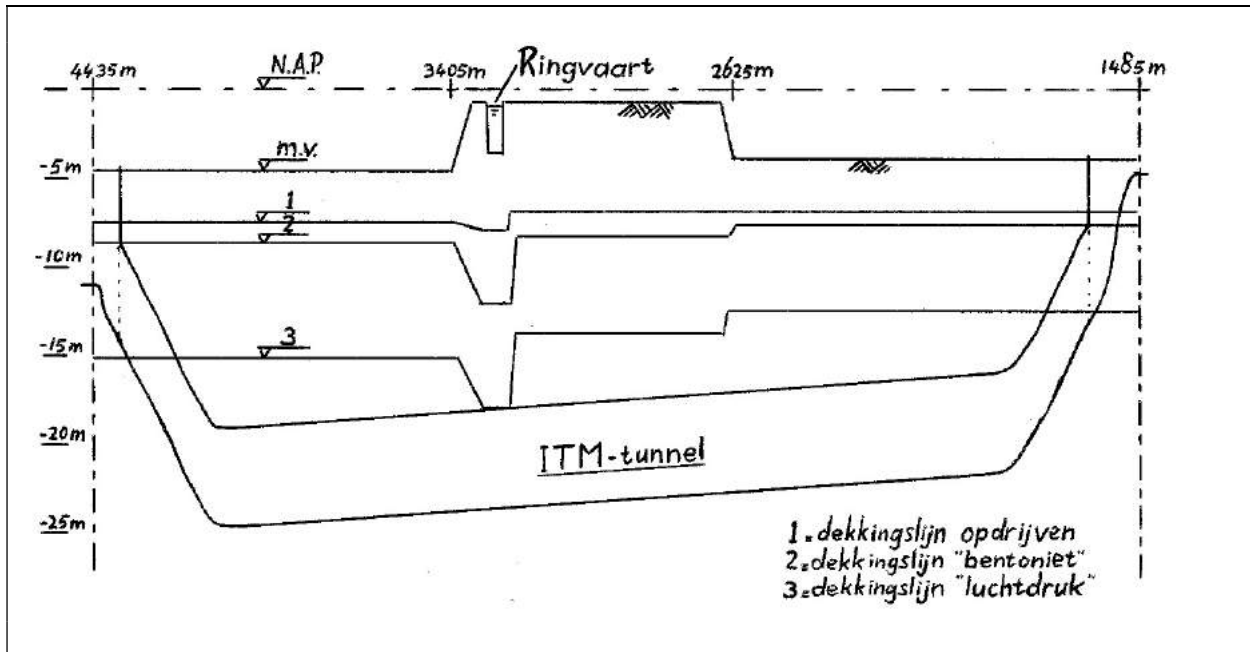 4435m
N.A.P.
3405m
Ringvaart
2625m
1485m
-5m
m.v.
1
2
-10m
-15m
3
-20m
ITM-tunnel
-25m
1=dekkingslijn opdrijven
2=dekkingslijn "bentoniet"
3=dekkingslijn "luchtdruk"